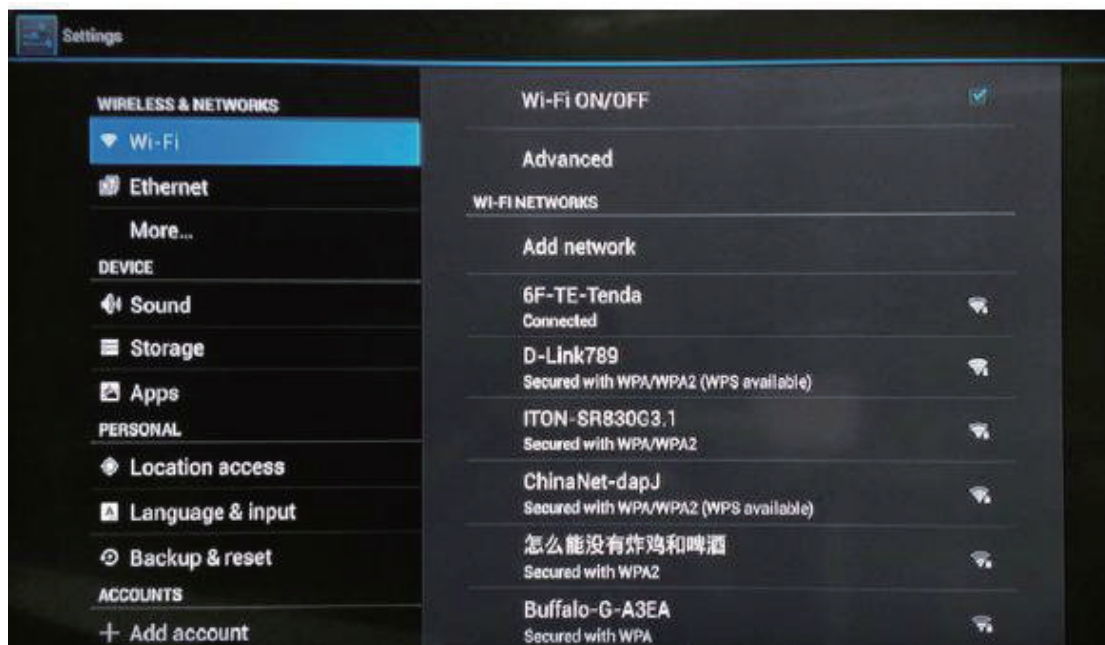 Settings
WIRELESS & NETWORKS
Wi-Fi
Ethernet
More...
DEVICE
Sound
Storage
Apps
PERSONAL
Location access
Language & input
Backup & reset
ACCOUNTS
Add account
Wi-Fi ON/OFF
Advanced
WI-FI NETWORKS
Add network
6F-TE-Tenda
Connected
D-Link789
Secured with WPA/WPA2 (WPS available)
ITON-SR830G3.1
Secured with WPA/WPA2
ChinaNet-dapJ
Secured with WPA/WPA2 (WPS available)
怎么能没有炸鸡和啤酒
Secured with WPA2
Buffalo-G-A3EA
Secured with WPA